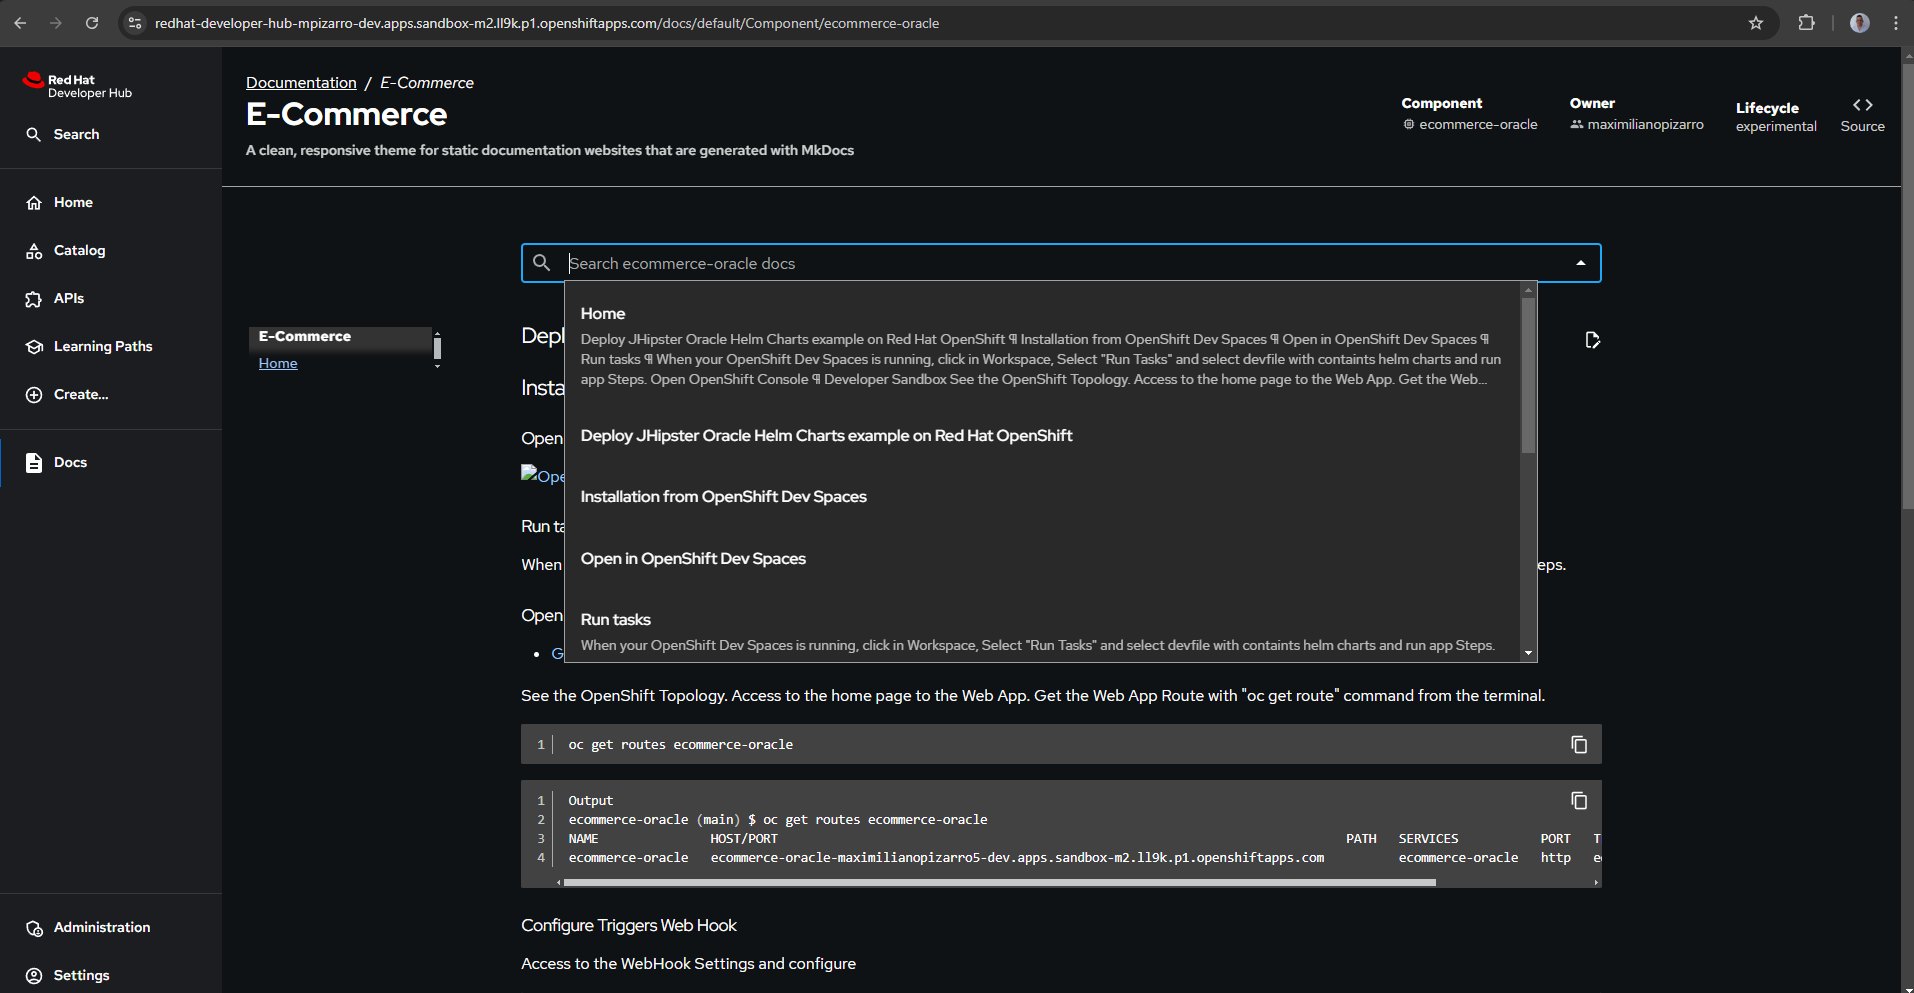 redhat-developer-hub-mpizarro-dev.apps.sandbox-m2.ll9k.p1.openshiftapps.com/docs/default/Component/ecommerce-oracle
Red Hat
Developer Hub
Search
Home
Catalog
APIs
Learning Paths
Create...
Docs
Administration
Settings
Documentation / E-Commerce
E-Commerce
A clean, responsive theme for static documentation websites that are generated with MkDocs
Component
ecommerce-oracle
Owner
maximilianopizarro
Lifecycle
experimental
Source
E-Commerce
Home
Search ecommerce-oracle docs
Home
Deploy JHipster Oracle Helm Charts example on Red Hat OpenShift ¶ Installation from OpenShift Dev Spaces ¶ Open in OpenShift Dev Spaces ¶
Run tasks ¶ When your OpenShift Dev Spaces is running, click in Workspace, Select "Run Tasks" and select devfile with containts helm charts and run
app Steps. Open OpenShift Console ¶ Developer Sandbox See the OpenShift Topology. Access to the home page to the Web App. Get the Web...
Deploy JHipster Oracle Helm Charts example on Red Hat OpenShift
Installation from OpenShift Dev Spaces
Open in OpenShift Dev Spaces
Run tasks
When your OpenShift Dev Spaces is running, click in Workspace, Select "Run Tasks" and select devfile with containts helm charts and run app Steps.
Depl
Insta
Open
Ope
Run ta
When
eps.
Open
G
See the OpenShift Topology. Access to the home page to the Web App. Get the Web App Route with "oc get route" command from the terminal.
1 oc get routes ecommerce-oracle
1 Output
2 ecommerce-oracle (main) $ oc get routes ecommerce-oracle
3 NAME HOST/PORT PATH SERVICES PORT T
4 ecommerce-oracle ecommerce-oracle-maximilianopizarro5-dev.apps.sandbox-m2.ll9k.p1.openshiftapps.com ecommerce-oracle http e
Configure Triggers Web Hook
Access to the WebHook Settings and configure